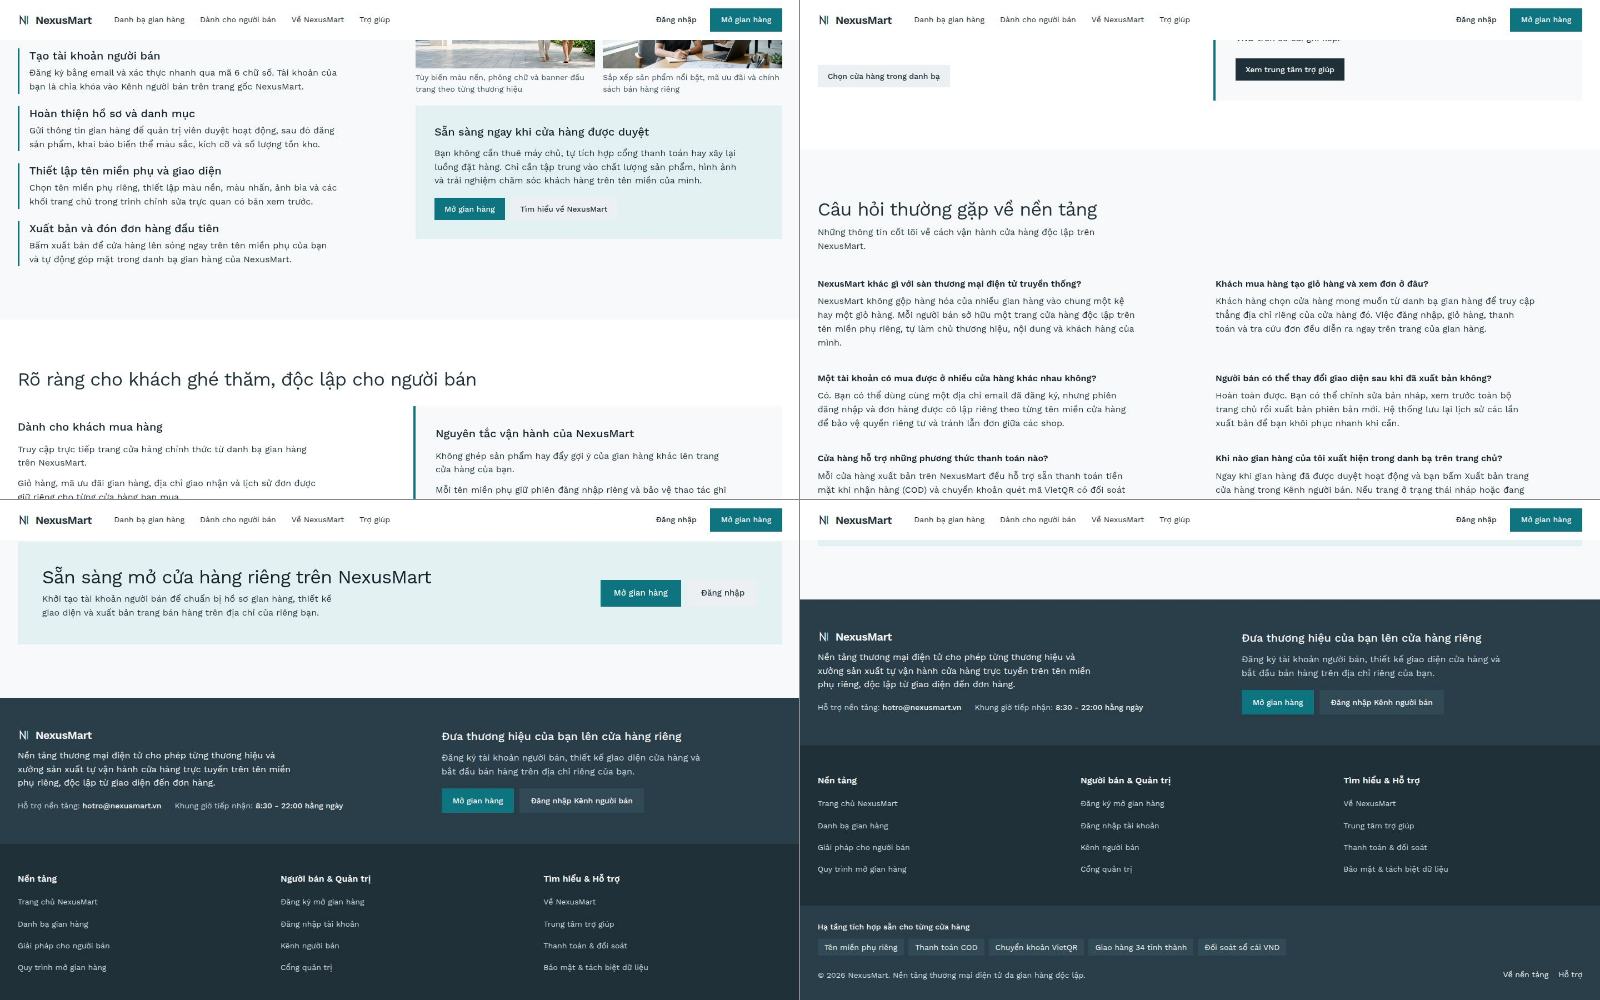 NexusMart
Danh bạ gian hàng
Dành cho người bán
Về NexusMart
Trợ giúp
Đăng nhập
Mở gian hàng
Tạo tài khoản người bán
Đăng ký bằng email và xác thực nhanh qua mã 6 chữ số. Tài khoản của
bạn là chìa khóa vào Kênh người bán trên trang gốc NexusMart.
Hoàn thiện hồ sơ và danh mục
Gửi thông tin gian hàng để quản trị viên duyệt hoạt động, sau đó đăng
sản phẩm, khai báo biến thể màu sắc, kích cỡ và số lượng tồn kho.
Thiết lập tên miền phụ và giao diện
Chọn tên miền phụ riêng, thiết lập màu nền, màu nhấn, ảnh bìa và các
khối trang chủ trong trình chỉnh sửa trực quan có bản xem trước.
Xuất bản và đón đơn hàng đầu tiên
Bấm xuất bản để cửa hàng lên sóng ngay trên tên miền phụ của bạn
và tự động góp mặt trong danh bạ gian hàng của NexusMart.
Tùy biến màu nền, phông chữ và banner đầu
trang theo từng thương hiệu
Sắp xếp sản phẩm nổi bật, mã ưu đãi và chính
sách bán hàng riêng
Sẵn sàng ngay khi cửa hàng được duyệt
Bạn không cần thuê máy chủ, tự tích hợp cổng thanh toán hay xây lại
luồng đặt hàng. Chỉ cần tập trung vào chất lượng sản phẩm, hình ảnh
và trải nghiệm chăm sóc khách hàng trên tên miền của mình.
Mở gian hàng
Tìm hiểu về NexusMart
Rõ ràng cho khách ghé thăm, độc lập cho người bán
Dành cho khách mua hàng
Truy cập trực tiếp trang cửa hàng chính thức từ danh bạ gian hàng
trên NexusMart.
Giỏ hàng, mã ưu đãi gian hàng, địa chỉ giao nhận và lịch sử đơn được
giữ riêng cho từng cửa hàng bạn mua.
Nguyên tắc vận hành của NexusMart
Không ghép sản phẩm hay đẩy gợi ý của gian hàng khác lên trang
cửa hàng của bạn.
Mỗi tên miền phụ giữ phiên đăng nhập riêng và bảo vệ thao tác ghi
NexusMart
Danh bạ gian hàng
Dành cho người bán
Về NexusMart
Trợ giúp
Đăng nhập
Mở gian hàng
Chọn cửa hàng trong danh bạ
Xem trung tâm trợ giúp
Câu hỏi thường gặp về nền tảng
Những thông tin cốt lõi về cách vận hành cửa hàng độc lập trên
NexusMart.
NexusMart khác gì với sàn thương mại điện tử truyền thống?
NexusMart không gộp hàng hóa của nhiều gian hàng vào chung một kệ
hay một giỏ hàng. Mỗi người bán sở hữu một trang cửa hàng độc lập trên
tên miền phụ riêng, tự làm chủ thương hiệu, nội dung và khách hàng của
mình.
Khách mua hàng tạo giỏ hàng và xem đơn ở đâu?
Khách hàng chọn cửa hàng mong muốn từ danh bạ gian hàng để truy cập
thẳng địa chỉ riêng của cửa hàng đó. Việc đăng nhập, giỏ hàng, thanh
toán và tra cứu đơn đều diễn ra ngay trên trang của gian hàng.
Một tài khoản có mua được ở nhiều cửa hàng khác nhau không?
Có. Bạn có thể dùng cùng một địa chỉ email đã đăng ký, nhưng phiên
đăng nhập và đơn hàng được cô lập riêng theo từng tên miền cửa hàng
để bảo vệ quyền riêng tư và tránh lẫn đơn giữa các shop.
Người bán có thể thay đổi giao diện sau khi đã xuất bản không?
Hoàn toàn được. Bạn có thể chỉnh sửa bản nháp, xem trước toàn bộ
trang chủ rồi xuất bản phiên bản mới. Hệ thống lưu lại lịch sử các lần
xuất bản để bạn khôi phục nhanh khi cần.
Cửa hàng hỗ trợ những phương thức thanh toán nào?
Mỗi cửa hàng xuất bản trên NexusMart đều hỗ trợ sẵn thanh toán tiền
mặt khi nhận hàng (COD) và chuyển khoản quét mã VietQR có đối soát
Khi nào gian hàng của tôi xuất hiện trong danh bạ trên trang chủ?
Ngay khi gian hàng đã được duyệt hoạt động và bạn bấm Xuất bản trang
cửa hàng trong Kênh người bán. Nếu trang ở trạng thái nháp hoặc đang
NexusMart
Danh bạ gian hàng
Dành cho người bán
Về NexusMart
Trợ giúp
Đăng nhập
Mở gian hàng
Sẵn sàng mở cửa hàng riêng trên NexusMart
Khởi tạo tài khoản người bán để chuẩn bị hồ sơ gian hàng, thiết kế
giao diện và xuất bản trang bán hàng trên địa chỉ của riêng bạn.
Mở gian hàng
Đăng nhập
NexusMart
Nền tảng thương mại điện tử cho phép từng thương hiệu và
xưởng sản xuất tự vận hành cửa hàng trực tuyến trên tên miền
phụ riêng, độc lập từ giao diện đến đơn hàng.
Hỗ trợ nền tảng: hotro@nexusmart.vn
Khung giờ tiếp nhận: 8:30 - 22:00 hằng ngày
Đưa thương hiệu của bạn lên cửa hàng riêng
Đăng ký tài khoản người bán, thiết kế giao diện cửa hàng và
bắt đầu bán hàng trên địa chỉ riêng của bạn.
Mở gian hàng
Đăng nhập Kênh người bán
Nền tảng
Trang chủ NexusMart
Danh bạ gian hàng
Giải pháp cho người bán
Quy trình mở gian hàng
Người bán & Quản trị
Đăng ký mở gian hàng
Đăng nhập tài khoản
Kênh người bán
Cổng quản trị
Tìm hiểu & Hỗ trợ
Về NexusMart
Trung tâm trợ giúp
Thanh toán & đối soát
Bảo mật & tách biệt dữ liệu
NexusMart
Danh bạ gian hàng
Dành cho người bán
Về NexusMart
Trợ giúp
Đăng nhập
Mở gian hàng
NexusMart
Nền tảng thương mại điện tử cho phép từng thương hiệu và
xưởng sản xuất tự vận hành cửa hàng trực tuyến trên tên miền
phụ riêng, độc lập từ giao diện đến đơn hàng.
Hỗ trợ nền tảng: hotro@nexusmart.vn
Khung giờ tiếp nhận: 8:30 - 22:00 hằng ngày
Đưa thương hiệu của bạn lên cửa hàng riêng
Đăng ký tài khoản người bán, thiết kế giao diện cửa hàng và
bắt đầu bán hàng trên địa chỉ riêng của bạn.
Mở gian hàng
Đăng nhập Kênh người bán
Nền tảng
Trang chủ NexusMart
Danh bạ gian hàng
Giải pháp cho người bán
Quy trình mở gian hàng
Người bán & Quản trị
Đăng ký mở gian hàng
Đăng nhập tài khoản
Kênh người bán
Cổng quản trị
Tìm hiểu & Hỗ trợ
Về NexusMart
Trung tâm trợ giúp
Thanh toán & đối soát
Bảo mật & tách biệt dữ liệu
Hạ tầng tích hợp sẵn cho từng cửa hàng
Tên miền phụ riêng
Thanh toán COD
Chuyển khoản VietQR
Giao hàng 34 tỉnh thành
Đối soát sổ cái VND
© 2026 NexusMart. Nền tảng thương mại điện tử đa gian hàng độc lập.
Về nền tảng
Hỗ trợ